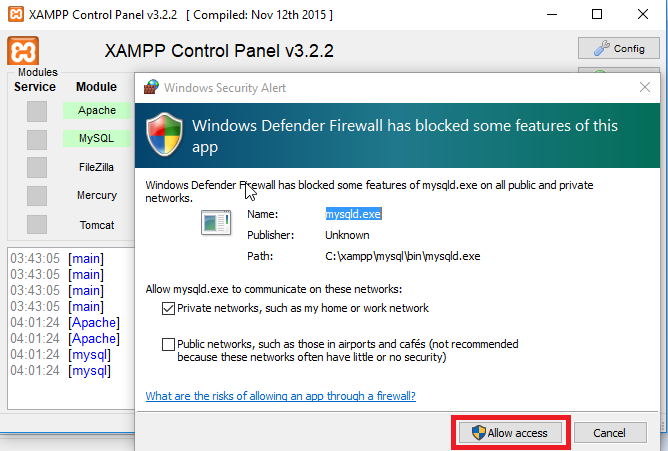 XAMPP Control Panel v3.2.2 [ Compiled: Nov 12th 2015 ]
XAMPP Control Panel v3.2.2
Config
Modules
Service Module
Apache
MySQL
FileZilla
Mercury
Tomcat
03:43:05 [main]
03:43:05 [main]
03:43:05 [main]
03:43:05 [main]
04:01:24 [Apache]
04:01:24 [Apache]
04:01:24 [mysql]
04:01:24 [mysql]
Windows Security Alert
Windows Defender Firewall has blocked some features of this
app
Windows Defender Firewall has blocked some features of mysqld.exe on all public and private
networks.
Name: mysqld.exe
Publisher: Unknown
Path: C:\xampp\mysql\bin\mysqld.exe
Allow mysqld.exe to communicate on these networks:
Private networks, such as my home or work network
Public networks, such as those in airports and cafés (not recommended
because these networks often have little or no security)
What are the risks of allowing an app through a firewall?
Allow access Cancel